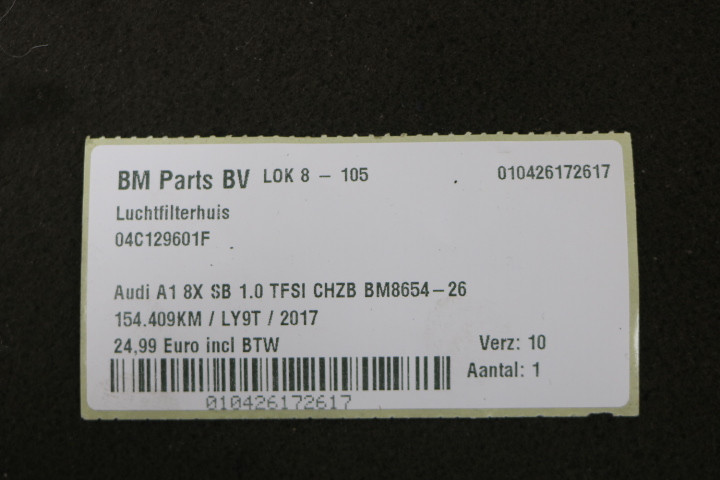 BM Parts BV LOK 8 – 105 010426172617
Luchtfilterhuis
04C129601F
Audi A1 8X SB 1.0 TFSI CHZB BM8654-26
154.409KM / LY9T / 2017
24,99 Euro incl BTW Verz: 10
Aantal: 1
010426172617